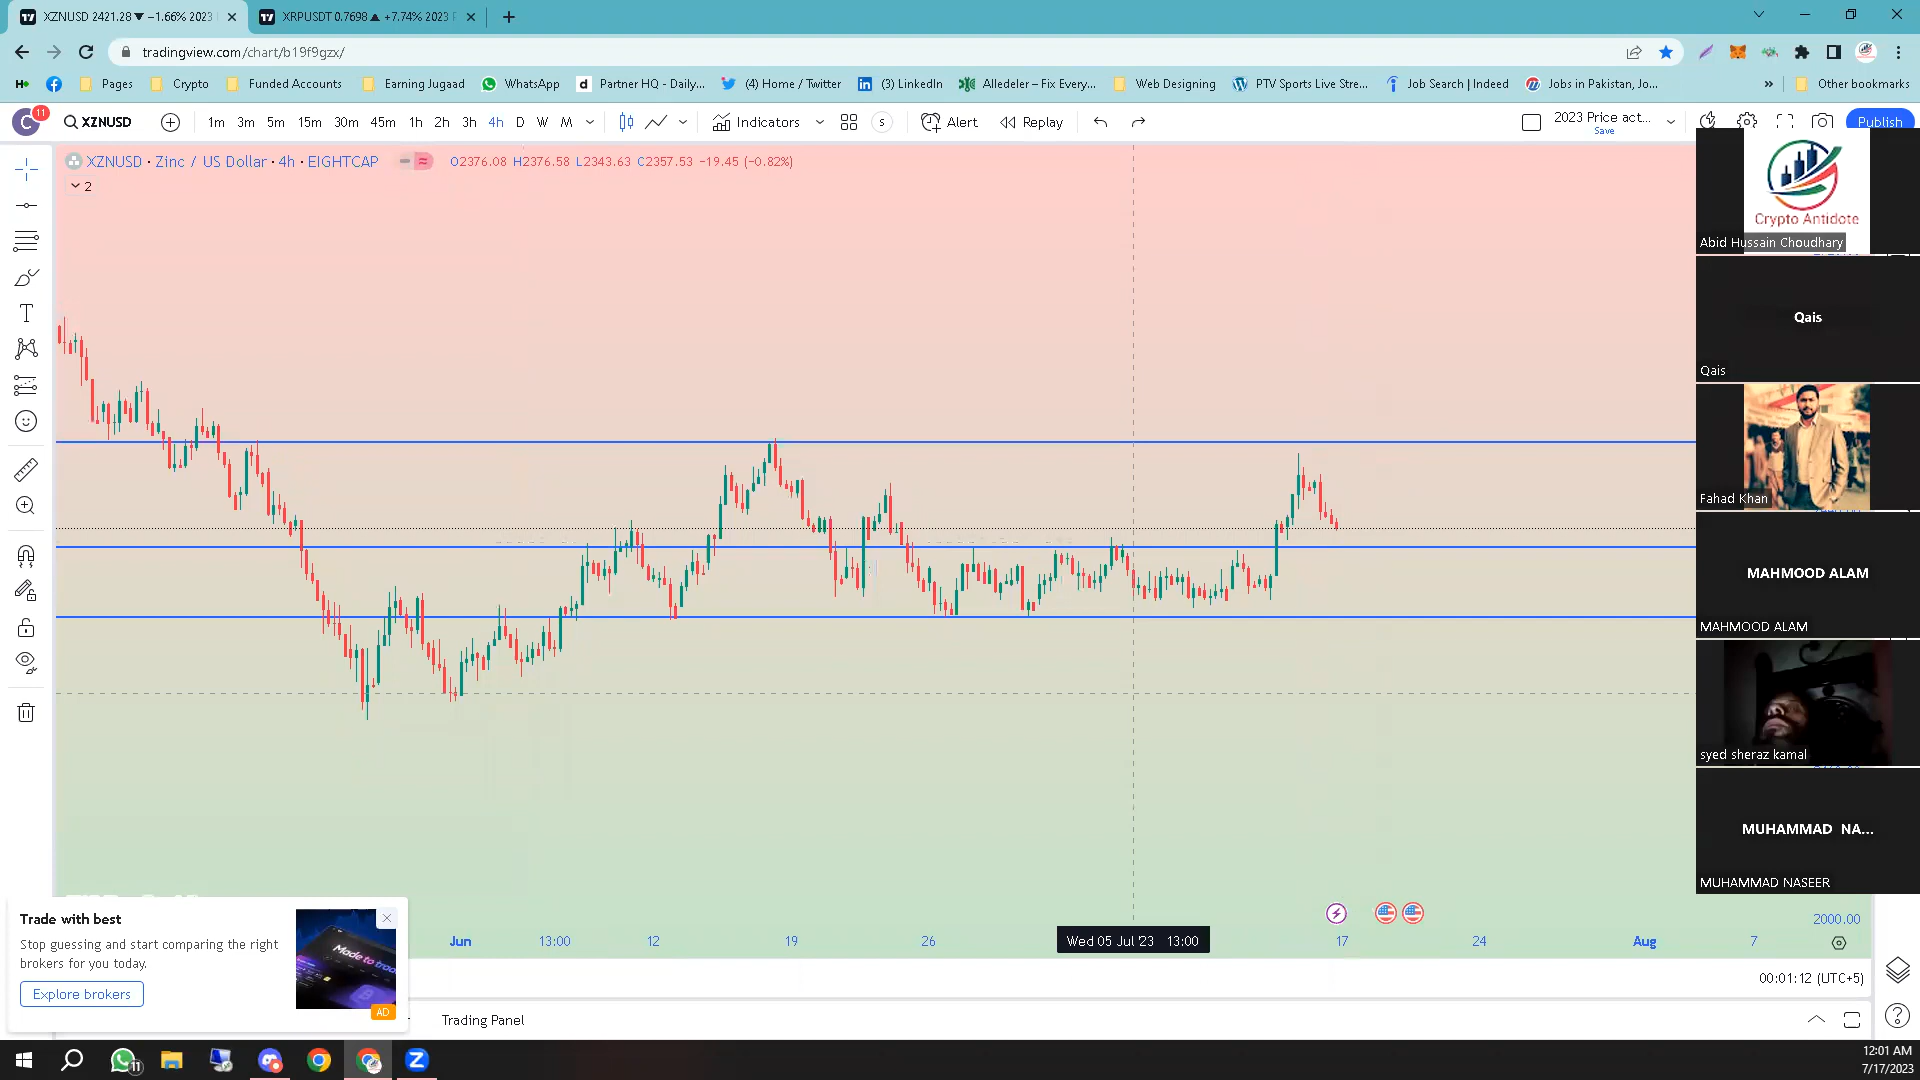 XZNUSD 2421.28 ▼ −1.66% 2023
XRPUSDT 0.7698 ▲ +7.74% 2023 P
tradingview.com/chart/b19f9gzx/
Pages
Crypto
Funded Accounts
Earning Jugaad
WhatsApp
Partner HQ - Daily...
(4) Home / Twitter
(3) LinkedIn
Alledeler – Fix Every...
Web Designing
PTV Sports Live Stre...
Job Search | Indeed
Jobs in Pakistan, Jo...
»
Other bookmarks
C 11
XZNUSD
1m 3m 5m 15m 30m 45m 1h 2h 3h 4h D W M
Indicators
S
Alert
Replay
2023 Price act...
Save
Publish
XZNUSD · Zinc / US Dollar · 4h · EIGHTCAP
O2376.08 H2376.58 L2343.63 C2357.53 −19.45 (−0.82%)
2
Crypto Antidote
Abid Hussain Choudhary
Qais
Qais
Fahad Khan
MAHMOOD ALAM
MAHMOOD ALAM
syed sheraz kamal
MUHAMMAD NA...
MUHAMMAD NASEER
2000.00
Jun 13:00 12 19 26 Wed 05 Jul '23 13:00 17 24 Aug 7
Trade with best
Stop guessing and start comparing the right
brokers for you today.
Explore brokers
Made to trade
AD
00:01:12 (UTC+5)
Trading Panel
11
12:01 AM
7/17/2023